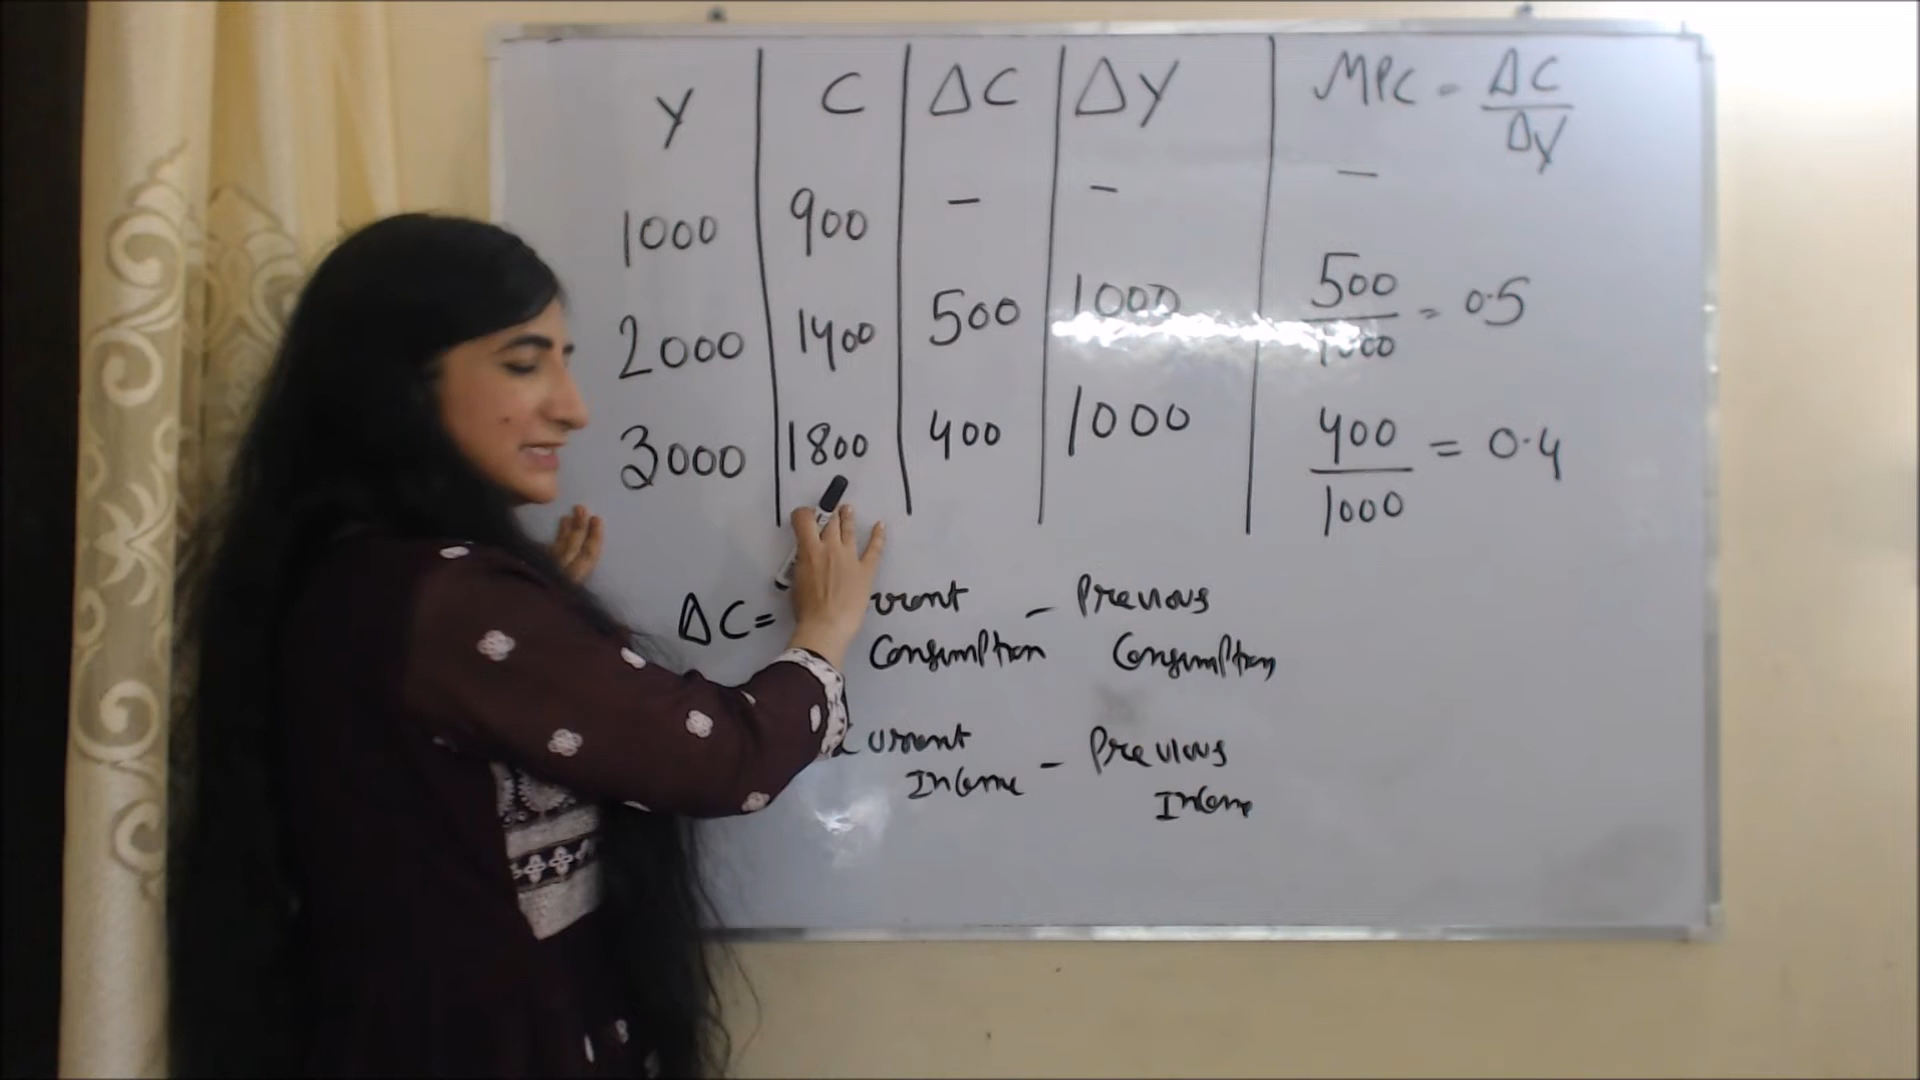 Y C ΔC ΔY MPC = ΔC/ΔY
1000 900 – – –
2000 1400 500 1000 500/1000 = 0.5
3000 1800 400 1000 400/1000 = 0.4
ΔC = – Previous
Consumption Consumption
Current – Previous
Income Income